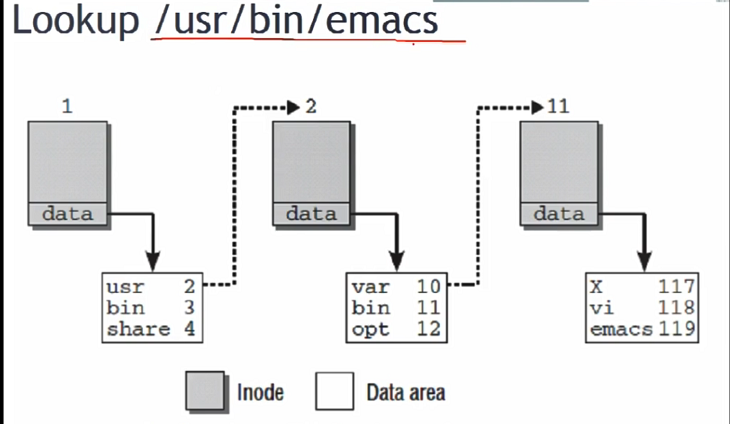 Lookup /usr/bin/emacs
1
2
11
data
data
data
usr 2
bin 3
share 4
var 10
bin 11
opt 12
X 117
vi 118
emacs 119
Inode
Data area